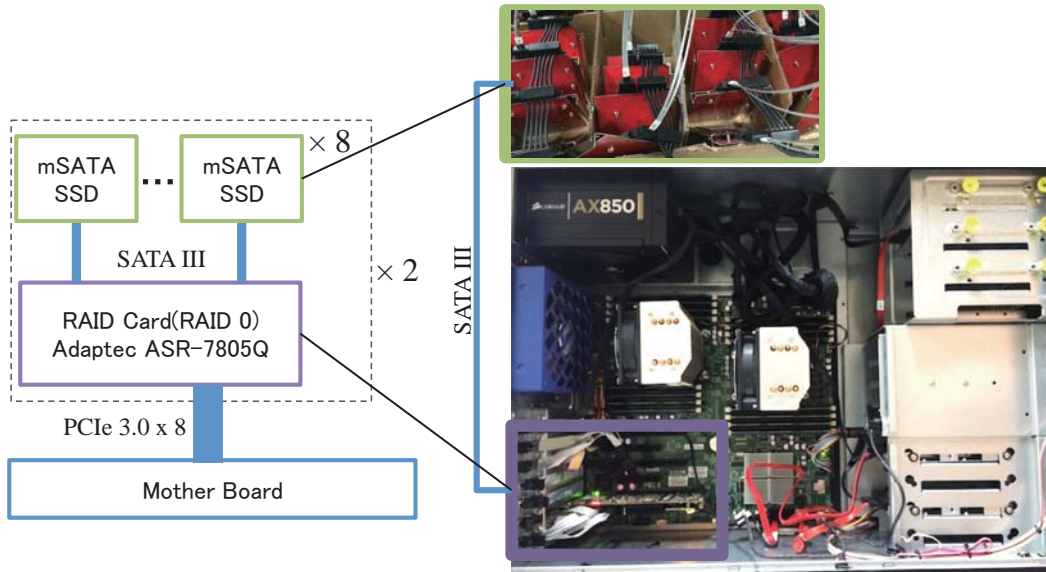 × 8
mSATA
SSD
...
mSATA
SSD
SATA III
× 2
RAID Card(RAID 0)
Adaptec ASR-7805Q
PCIe 3.0 x 8
Mother Board
SATA III
CORSAIR
AX850